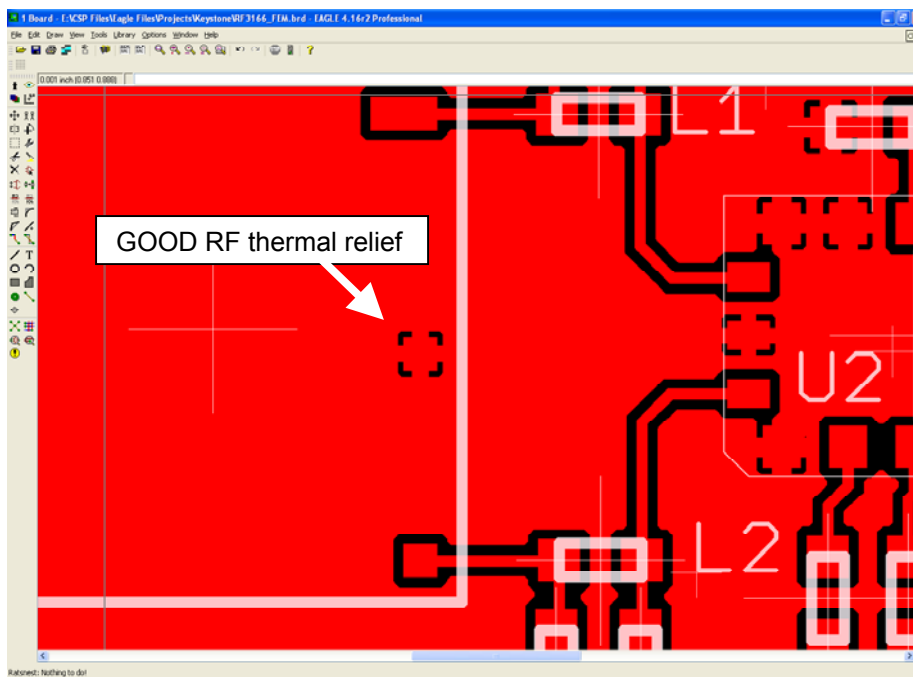 1 Board - E:\CSP Files\Eagle Files\Projects\Keystone\RF3166_FEM.brd - EAGLE 4.16r2 Professional
File Edit Draw View Tools Library Options Window Help
0.001 inch (0.851 0.888)
L1
GOOD RF thermal relief
U2
L2
Ratsnest: Nothing to do!